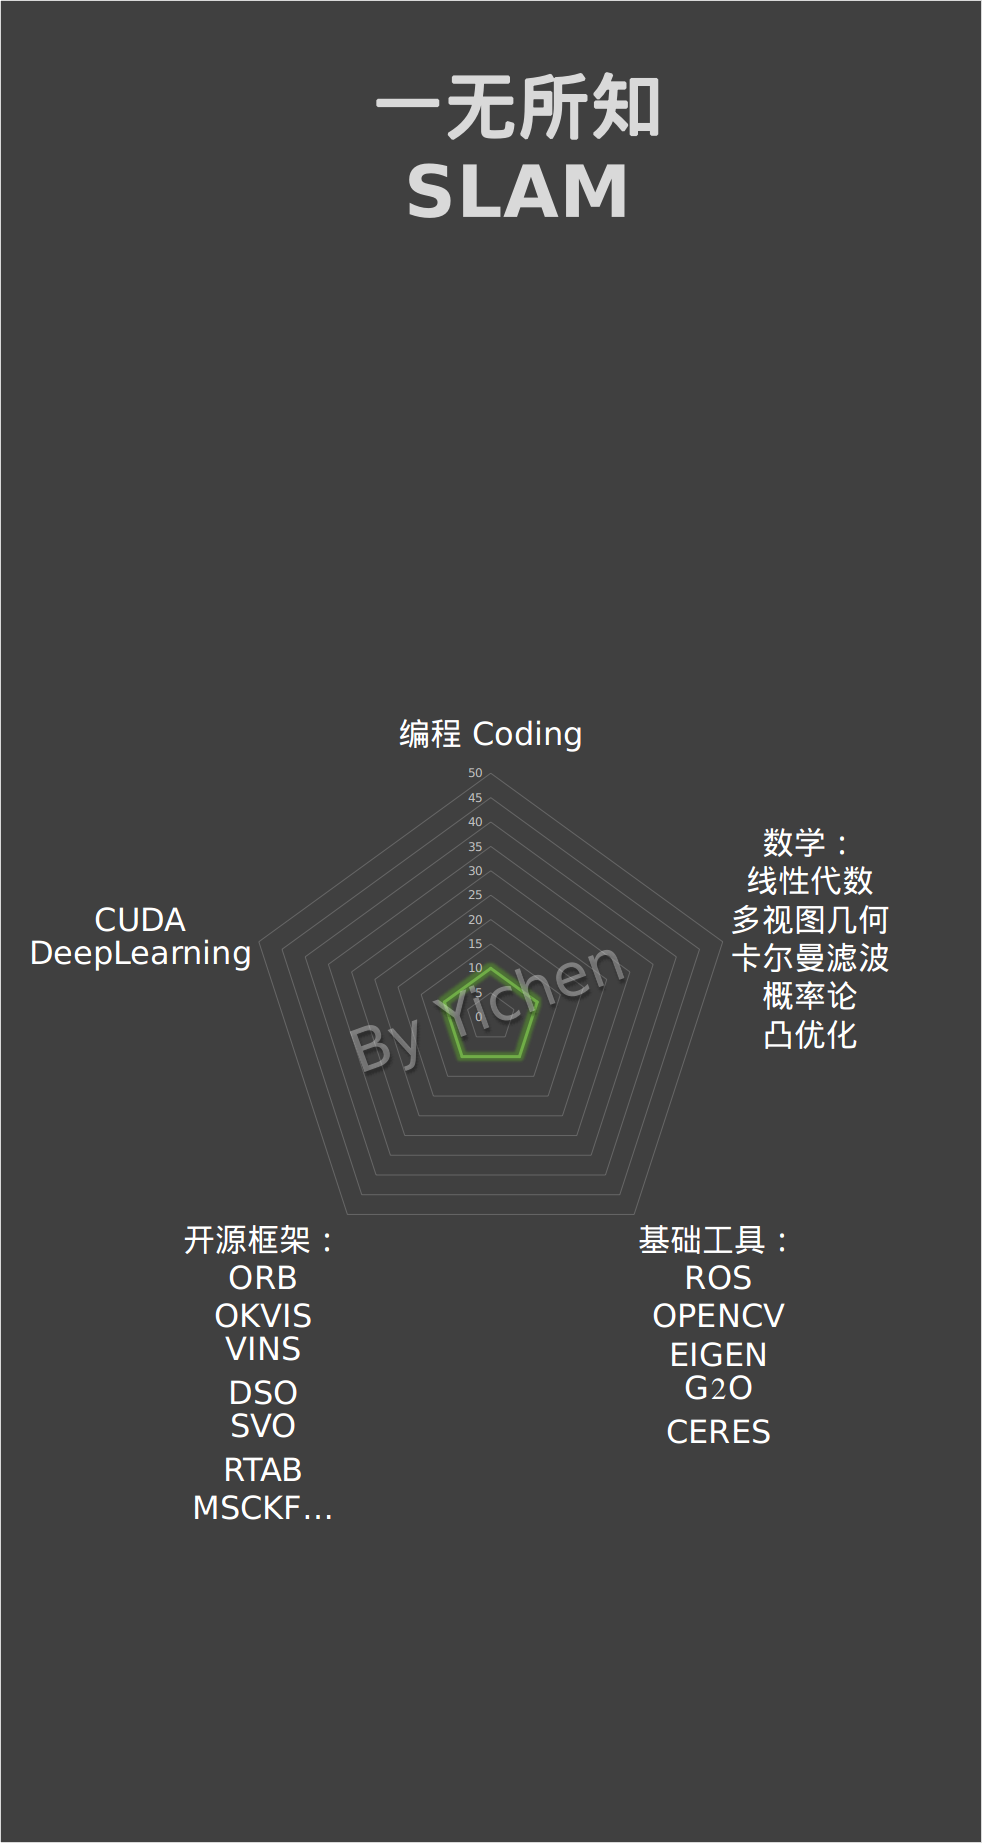 一无所知
SLAM
编程 Coding
50
45
40
35
30
25
20
15
10
5
0
数学：
线性代数
多视图几何
卡尔曼滤波
概率论
凸优化
CUDA
DeepLearning
By Yichen
开源框架：
ORB
OKVIS
VINS
DSO
SVO
RTAB
MSCKF...
基础工具：
ROS
OPENCV
EIGEN
G2O
CERES